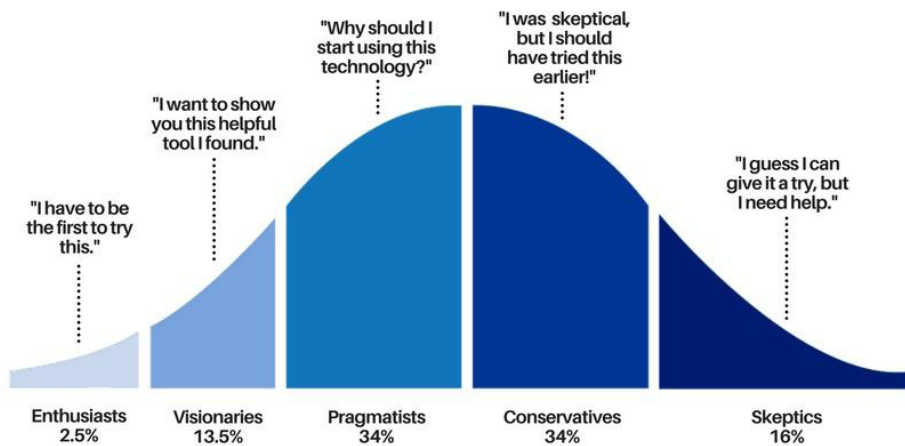 "Why should I
start using this
technology?"
"I was skeptical,
but I should
have tried this
earlier!"
"I want to show
you this helpful
tool I found."
"I guess I can
give it a try, but
I need help."
"I have to be
the first to try
this."
Enthusiasts
2.5%
Visionaries
13.5%
Pragmatists
34%
Conservatives
34%
Skeptics
16%